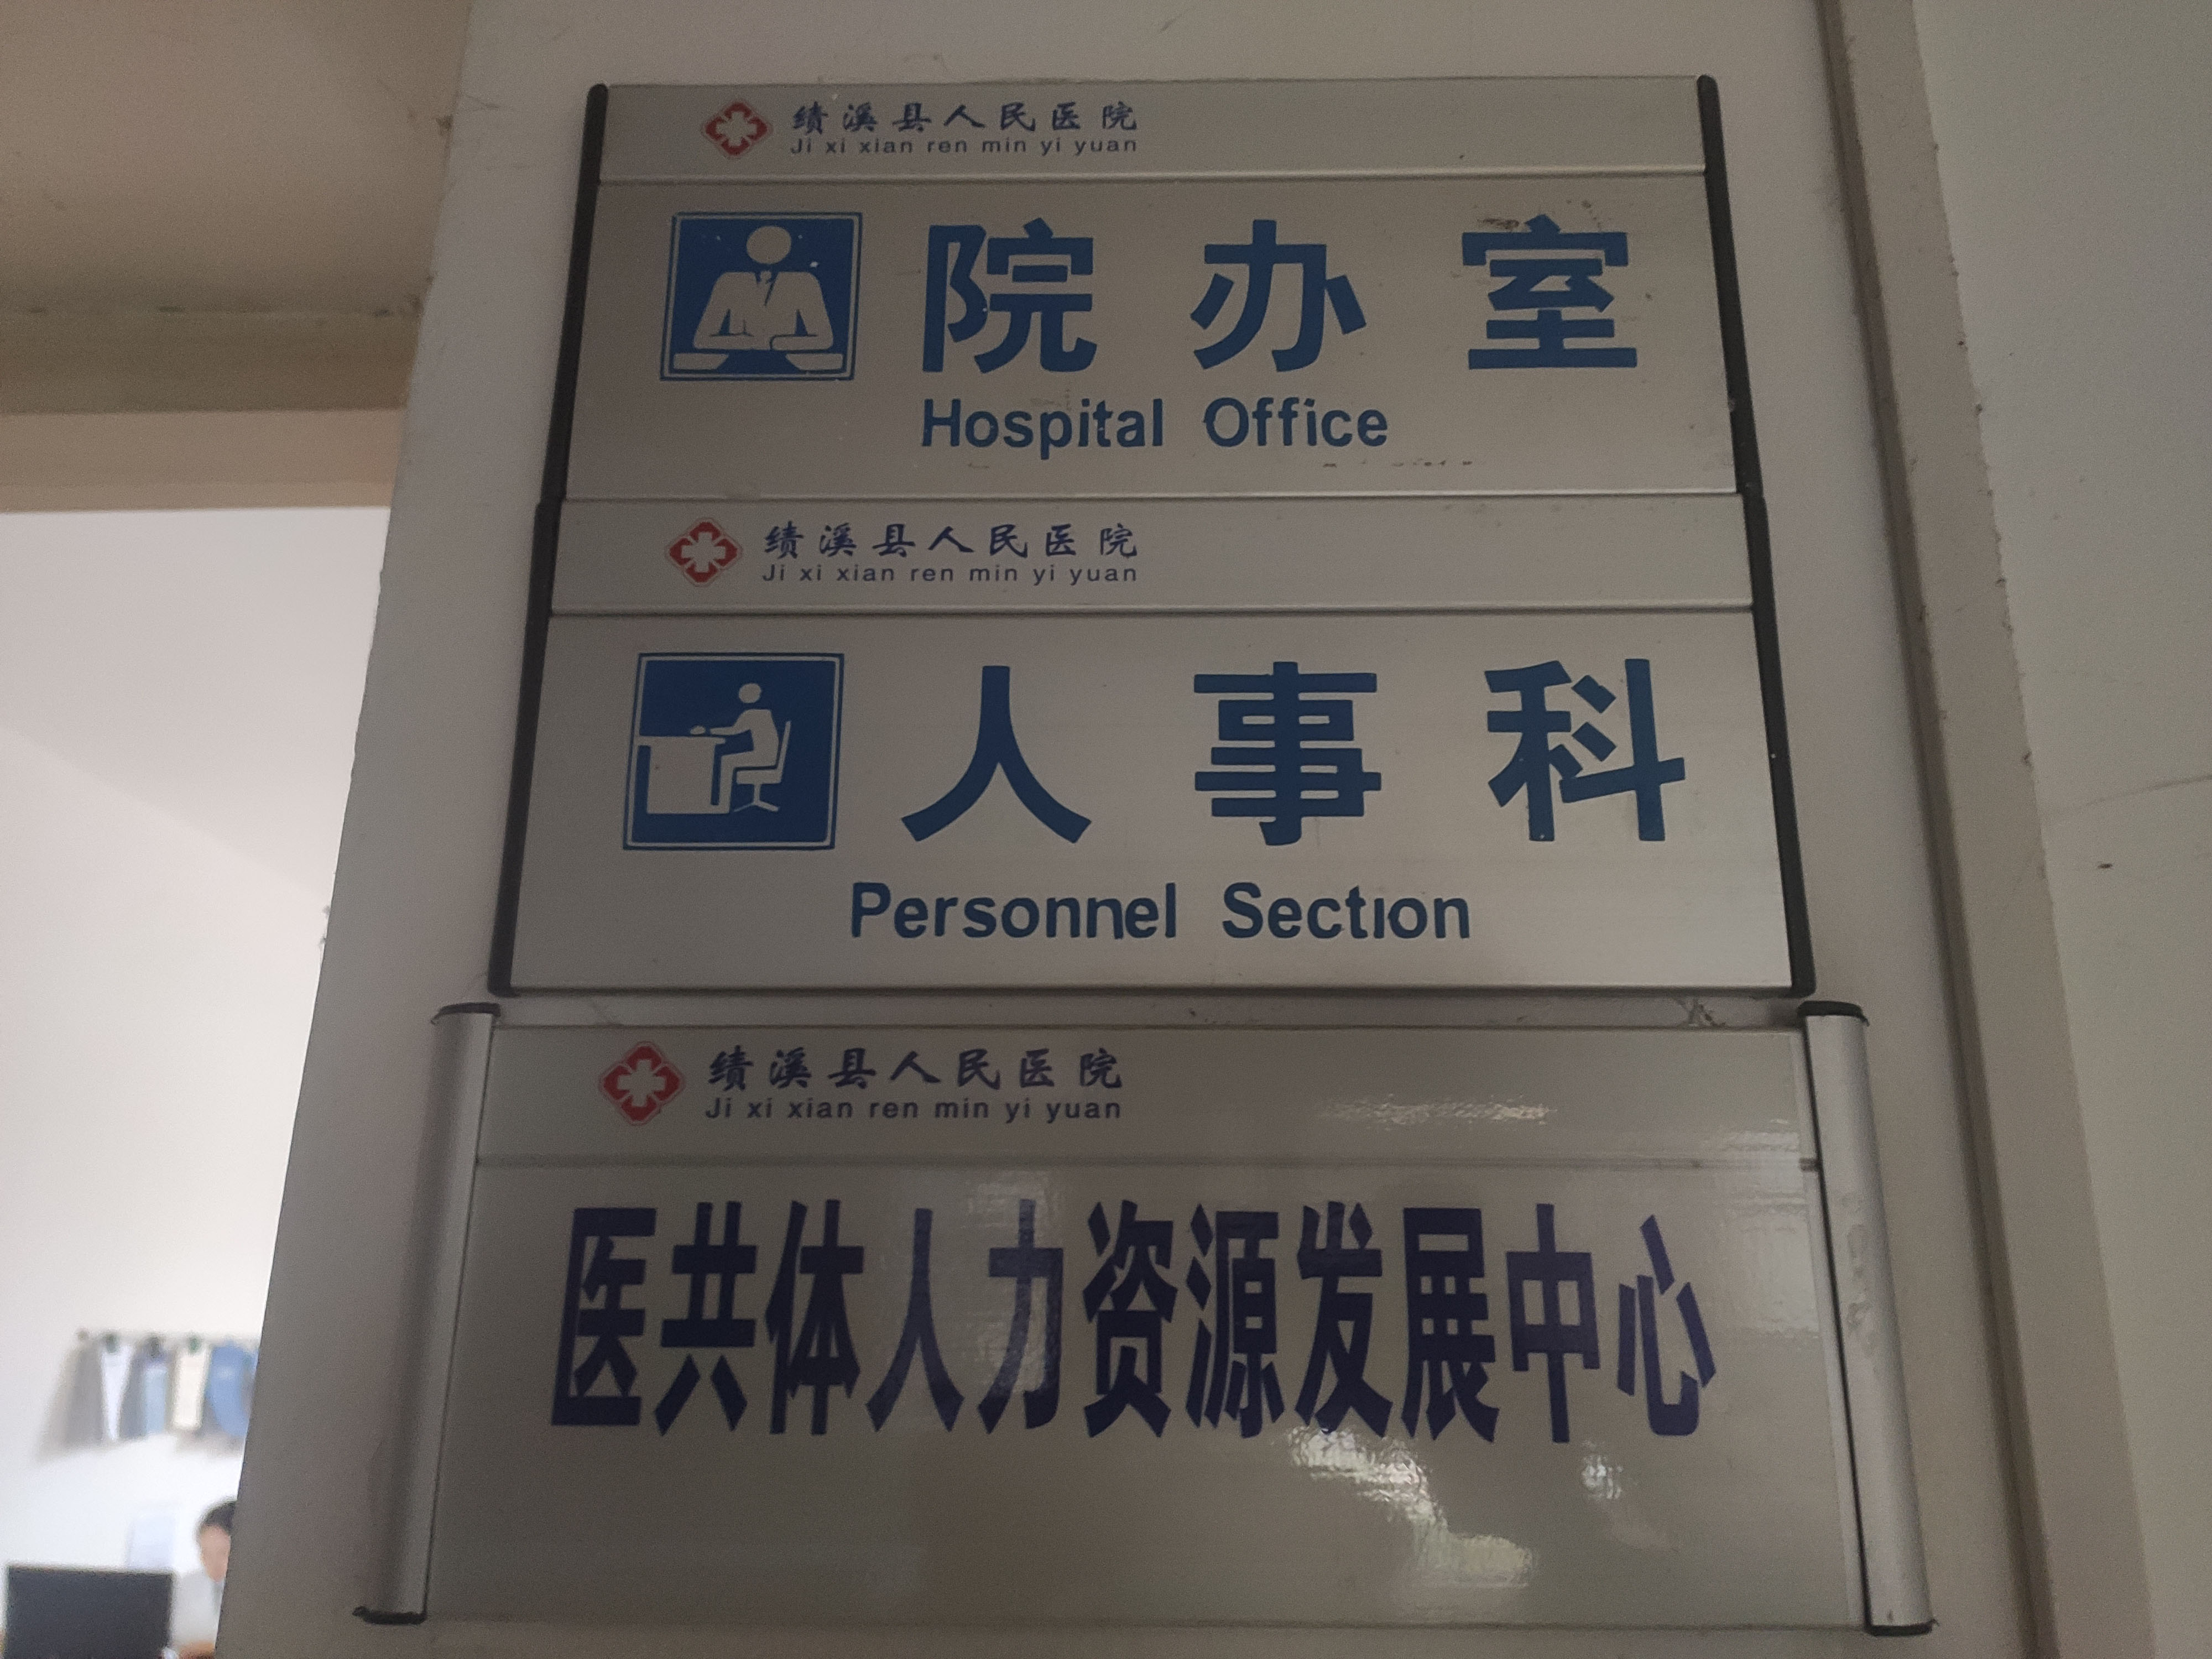 绩溪县人民医院
Ji xi xian ren min yi yuan
院办室
Hospital Office
绩溪县人民医院
Ji xi xian ren min yi yuan
人事科
Personnel Section
绩溪县人民医院
Ji xi xian ren min yi yuan
医共体人力资源发展中心